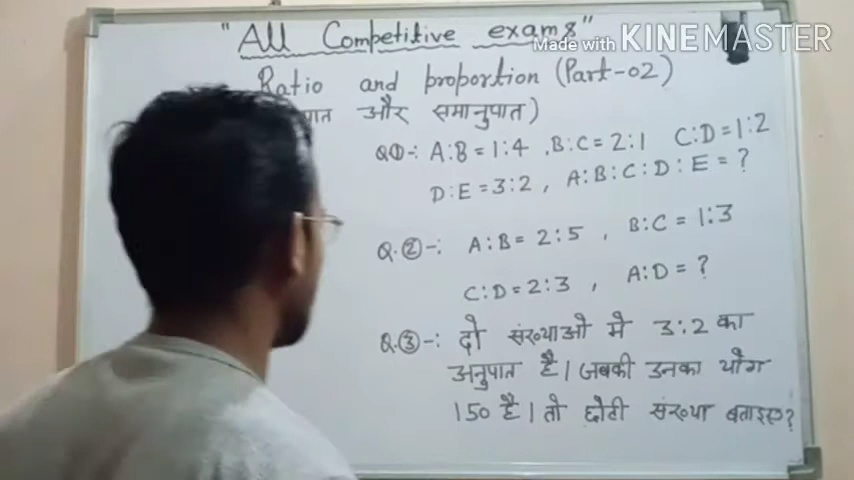 "All Competitive exams"
Made with KINEMASTER
Ratio and proportion (Part-02)
और समानुपात)
Q①-: A:B = 1:4 , B:C = 2:1 C:D = 1:2
D:E = 3:2 , A:B:C:D:E = ?
Q.②-: A:B = 2:5 , B:C = 1:3
C:D = 2:3 , A:D = ?
Q.③-: दो संख्याओ मे 3:2 का
अनुपात है। जबकी उनका योग
150 है। तो छोटी संख्या बताइए?